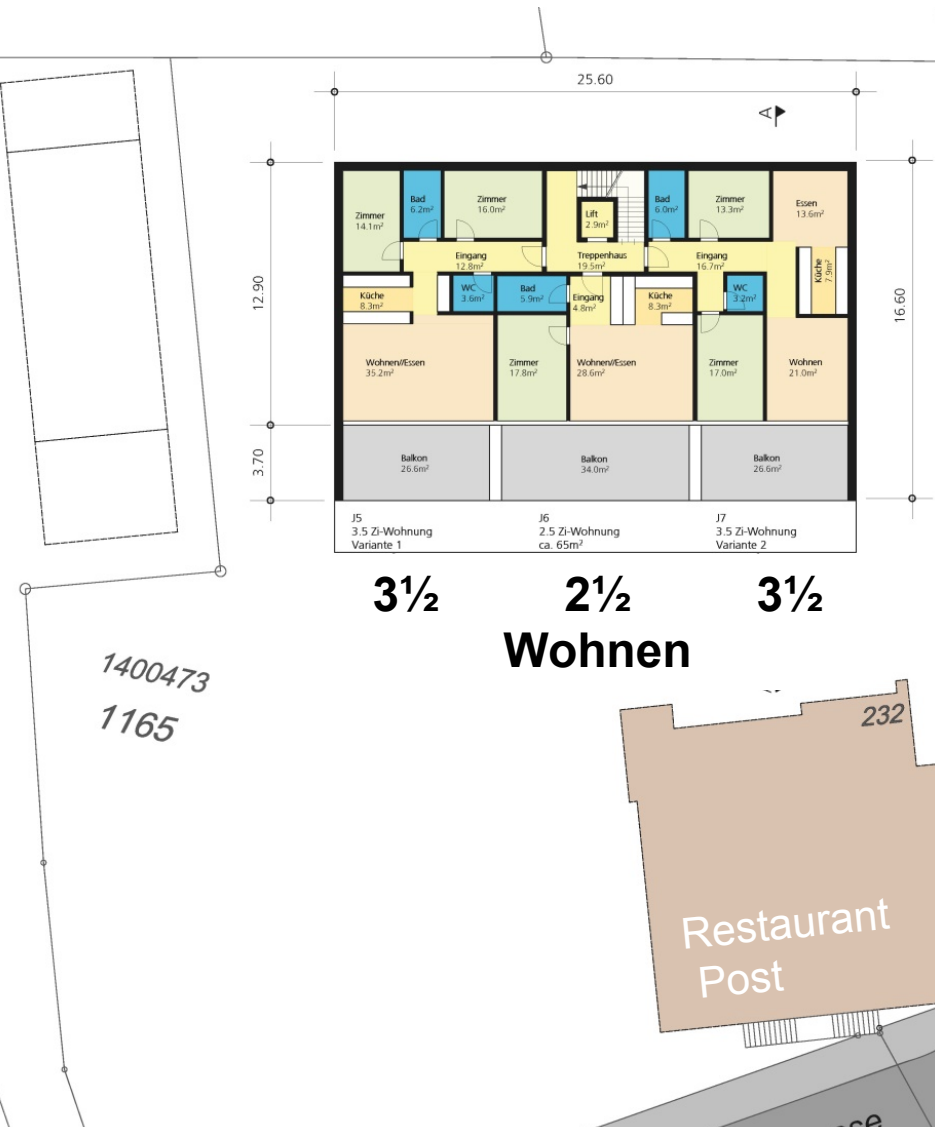 25.60
A
12.90
3.70
16.60
Zimmer
14.1m²
Bad
6.2m²
Zimmer
16.0m²
Lift
2.9m²
Bad
6.0m²
Zimmer
13.3m²
Essen
13.6m²
Eingang
12.8m²
Treppenhaus
19.5m²
Eingang
16.7m²
Küche
7.9m²
Küche
8.3m²
WC
3.6m²
Bad
5.9m²
Eingang
4.8m²
Küche
8.3m²
WC
3.2m²
Wohnen//Essen
35.2m²
Zimmer
17.8m²
Wohnen//Essen
28.6m²
Zimmer
17.0m²
Wohnen
21.0m²
Balkon
26.6m²
Balkon
34.0m²
Balkon
26.6m²
J5
3.5 Zi-Wohnung
Variante 1
J6
2.5 Zi-Wohnung
ca. 65m²
J7
3.5 Zi-Wohnung
Variante 2
3½ 2½ 3½
Wohnen
1400473
1165
232
Restaurant
Post